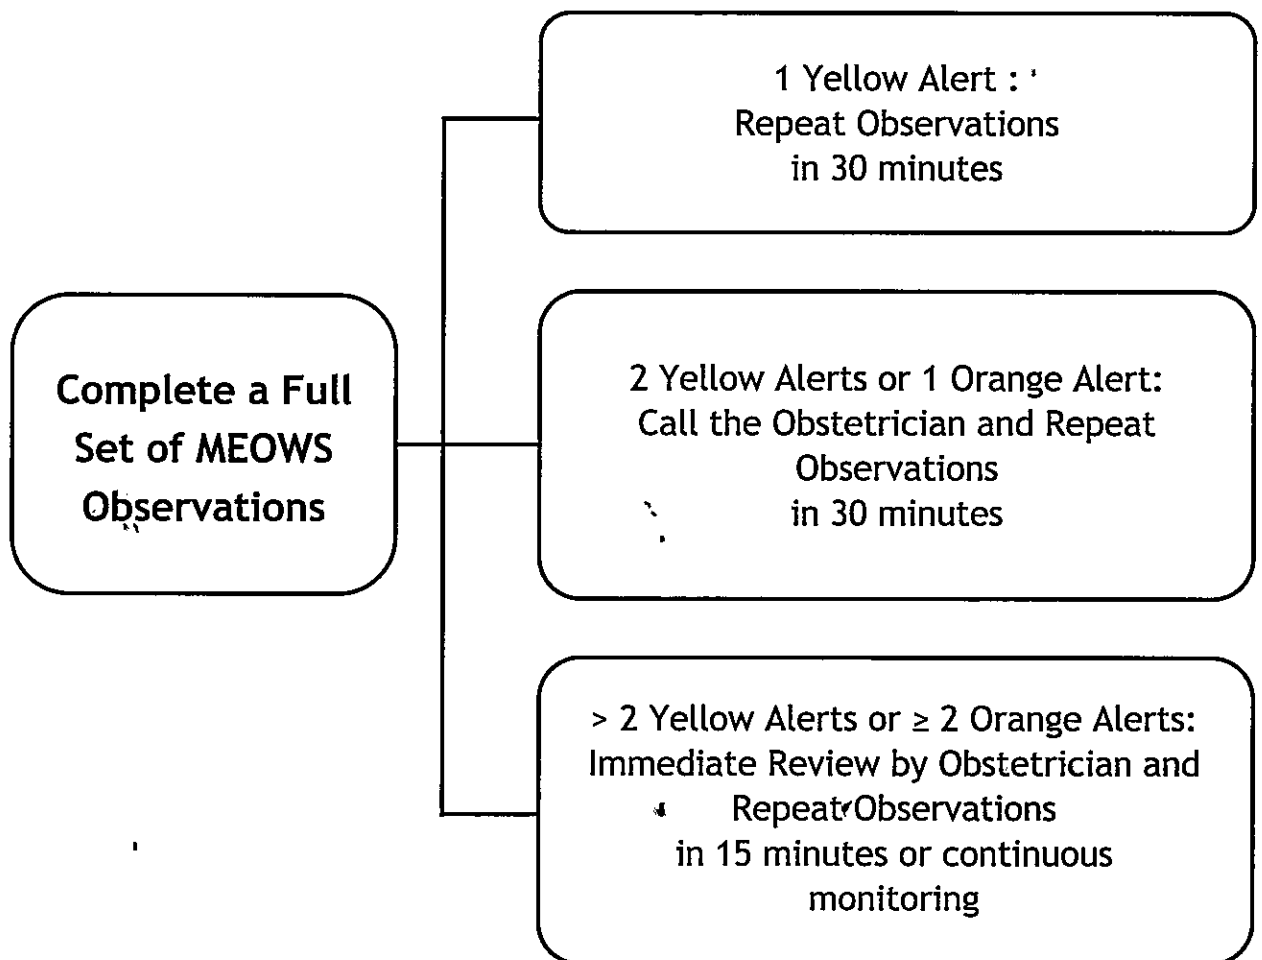 1 Yellow Alert :
Repeat Observations
in 30 minutes
Complete a Full
Set of MEOWS
Observations
2 Yellow Alerts or 1 Orange Alert:
Call the Obstetrician and Repeat
Observations
in 30 minutes
> 2 Yellow Alerts or ≥ 2 Orange Alerts:
Immediate Review by Obstetrician and
Repeat Observations
in 15 minutes or continuous
monitoring